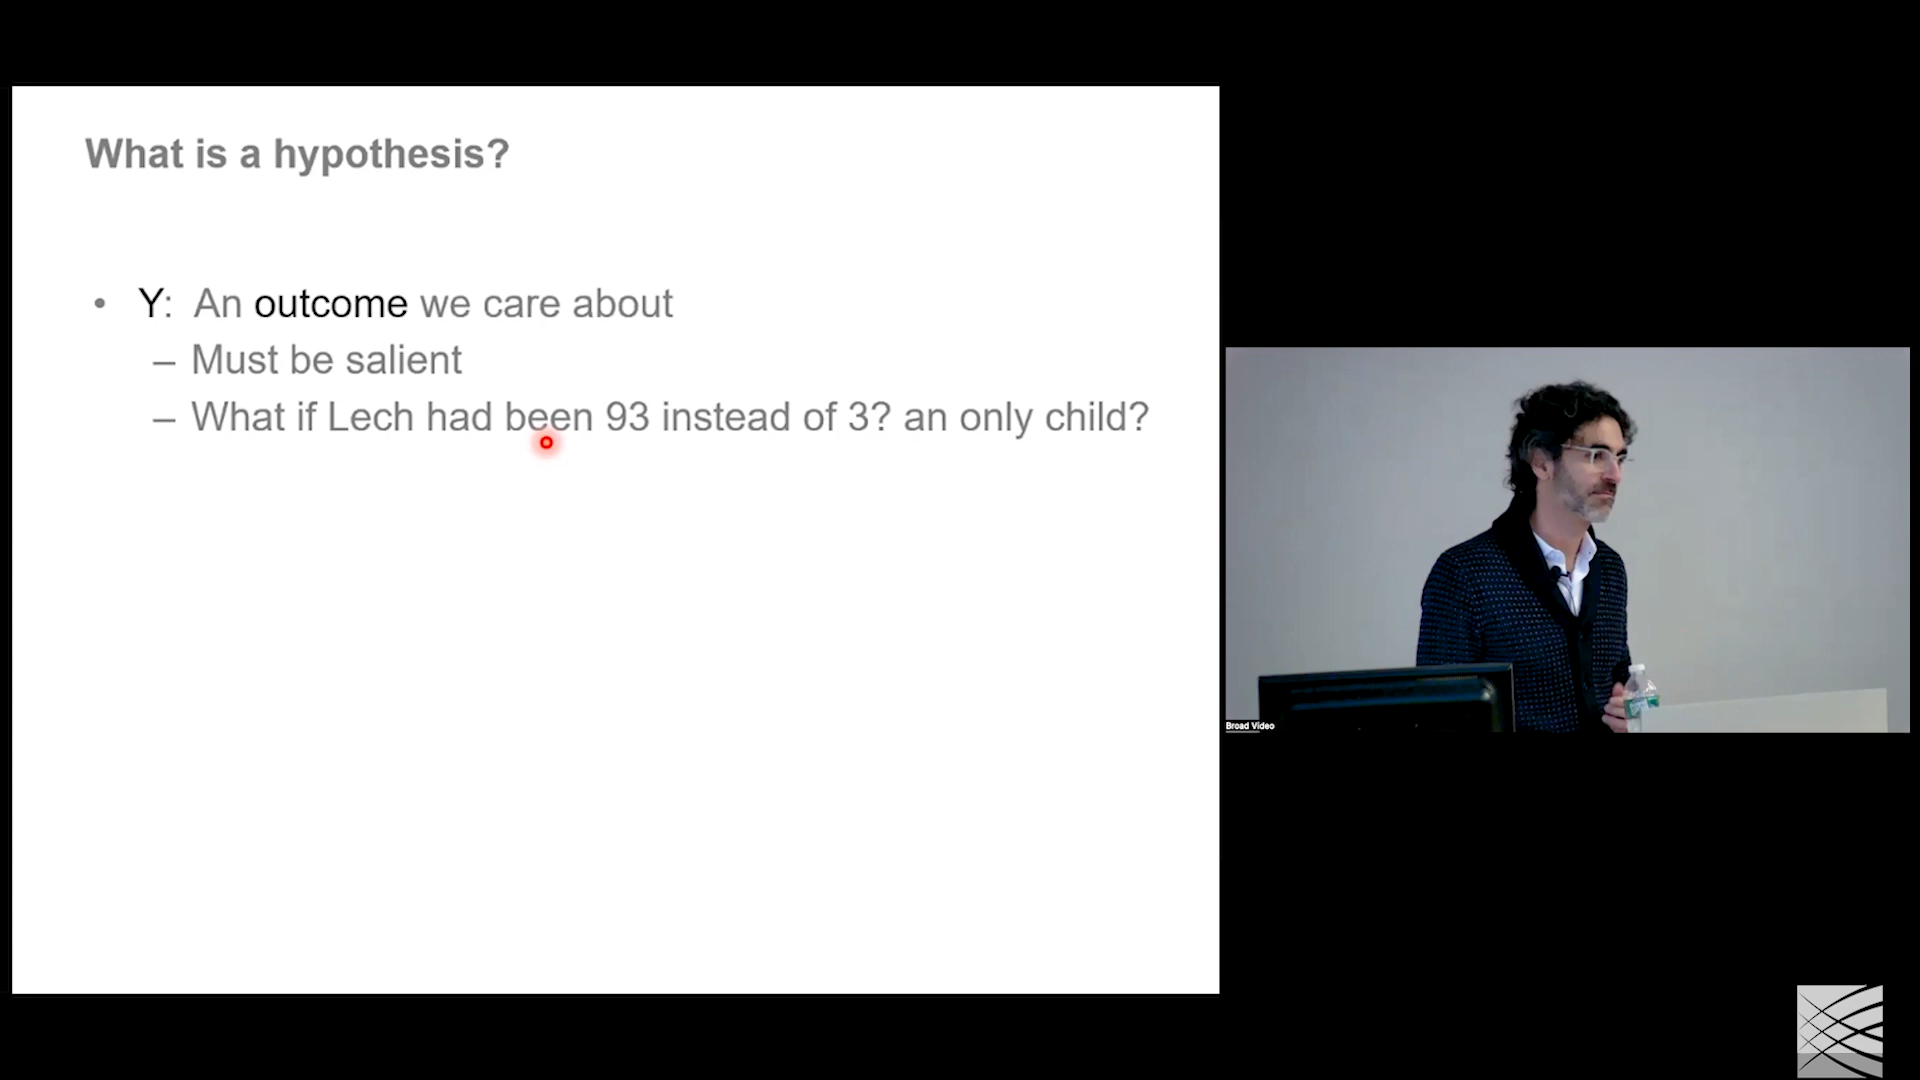 What is a hypothesis?
• Y: An outcome we care about
– Must be salient
– What if Lech had been 93 instead of 3? an only child?
Broad Video